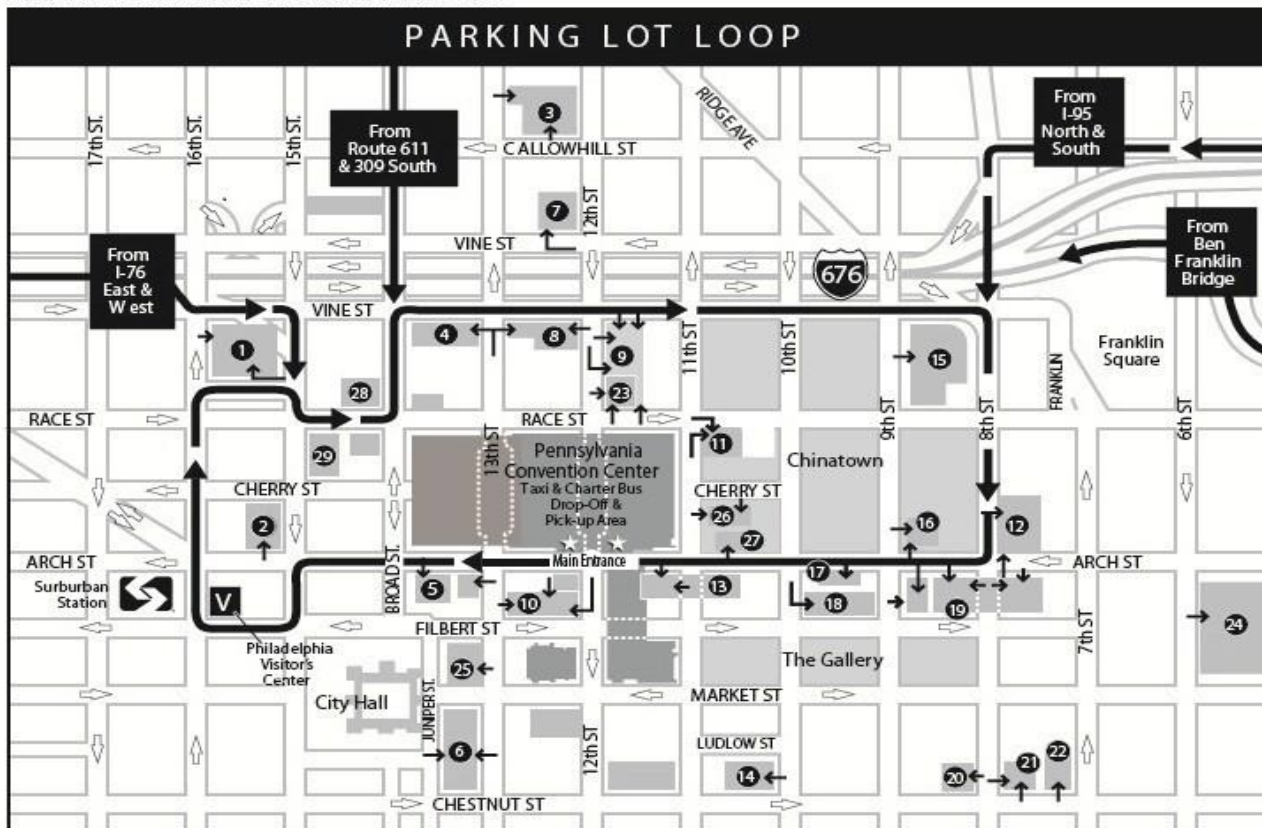 PARKING LOT LOOP
17th ST.
16th ST.
15th ST.
From
Route 611
& 309 South
3
CALLOWHILL ST
RIDGE AVE
From
I-95
North &
South
7
12th ST
VINE ST
From
I-76
East &
West
676
From
Ben
Franklin
Bridge
VINE ST
1
4
8
9
11th ST
10th ST
15
FRANKLIN
Franklin
Square
28
23
RACE ST
RACE ST
9th ST
8th ST
6th ST
29
13th ST
Pennsylvania
Convention Center
Taxi & Charter Bus
Drop-Off &
Pick-up Area
11
Chinatown
CHERRY ST
CHERRY ST
2
26
27
16
12
ARCH ST
BROAD ST.
Main Entrance
ARCH ST
Surburban
Station
V
5
10
13
17
18
19
24
FILBERT ST
7th ST
Philadelphia
Visitor's
Center
25
The Gallery
City Hall
JUNIPER ST.
MARKET ST
6
12th ST
LUDLOW ST
14
20
21
22
CHESTNUT ST